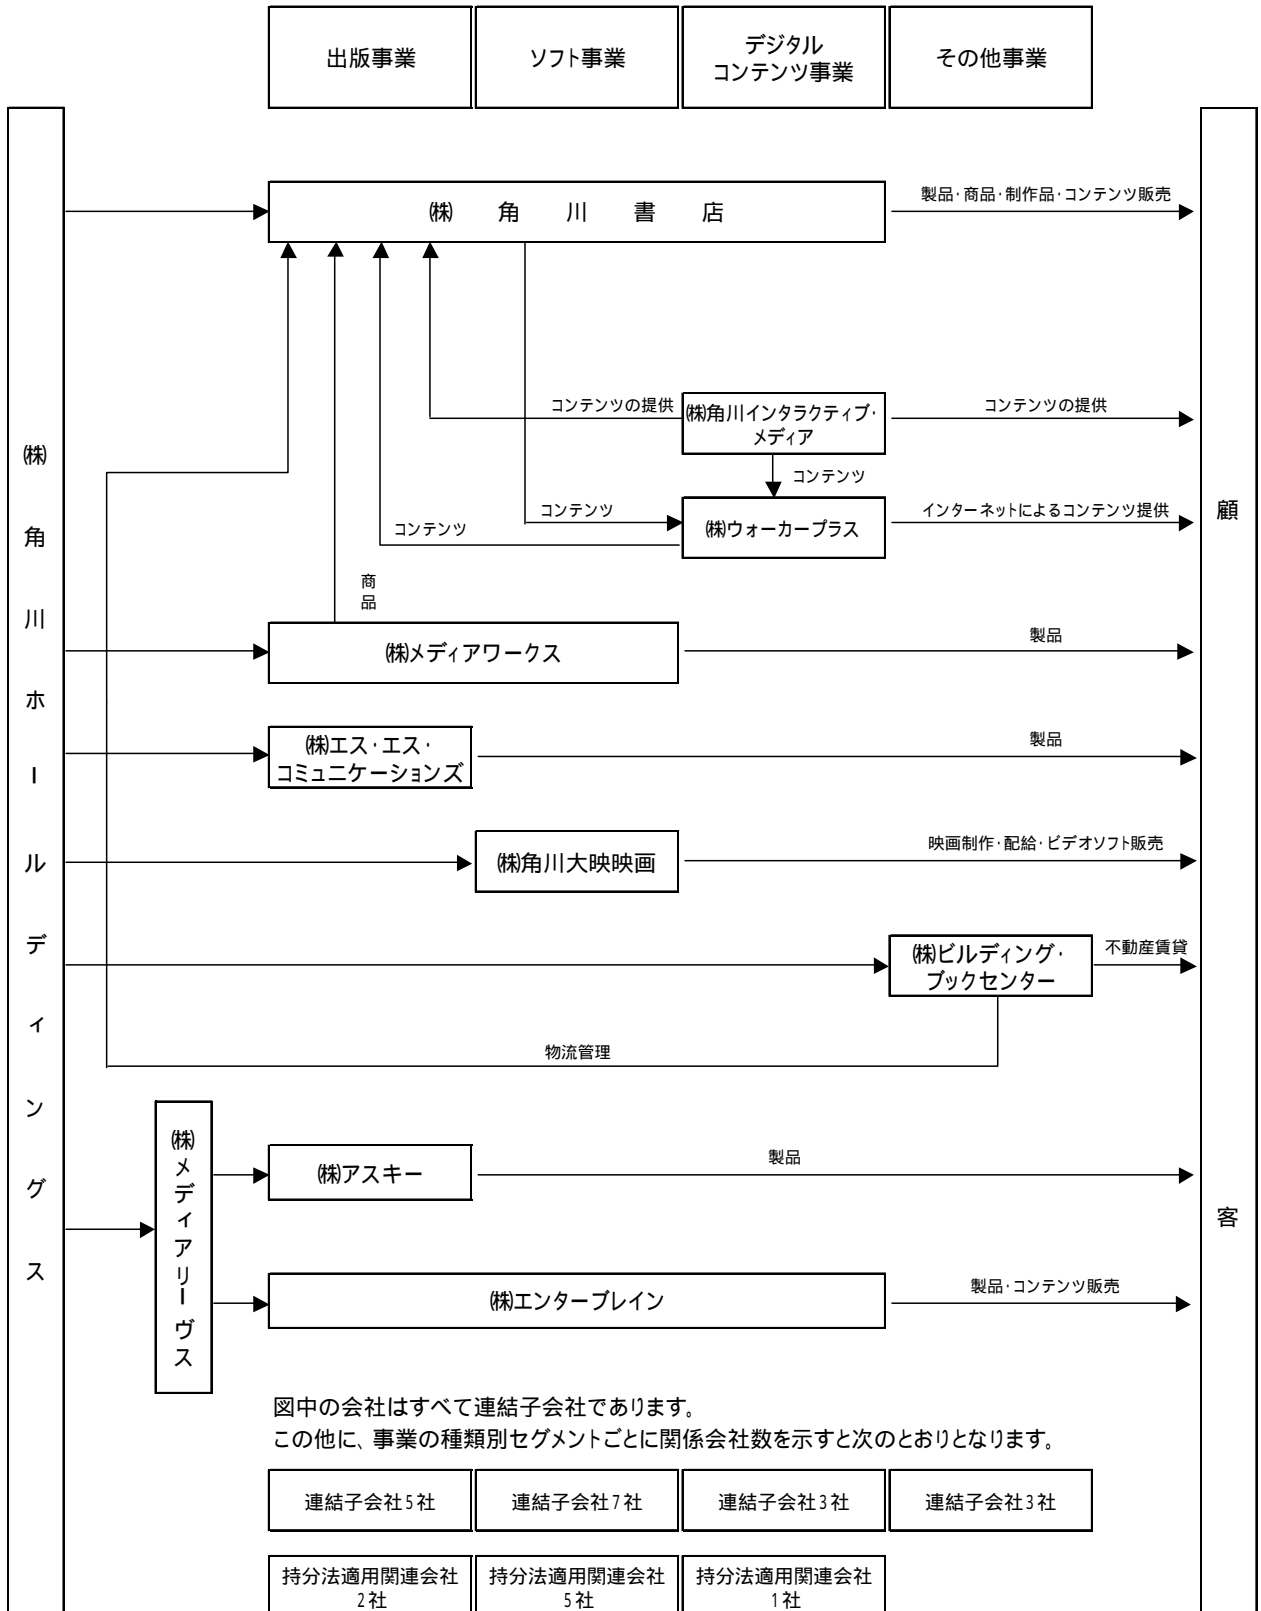 出版事業
ソフト事業
デジタル
コンテンツ事業
その他事業
㈱角川ホールディングス
㈱角川書店
製品・商品・制作品・コンテンツ販売
コンテンツの提供
㈱角川インタラクティブ・
メディア
コンテンツの提供
コンテンツ
コンテンツ
コンテンツ
㈱ウォーカープラス
インターネットによるコンテンツ提供
顧客
商品
㈱メディアワークス
製品
㈱エス・エス・
コミュニケーションズ
製品
㈱角川大映映画
映画制作・配給・ビデオソフト販売
㈱ビルディング・
ブックセンター
不動産賃貸
物流管理
㈱メディアリーヴス
㈱アスキー
製品
㈱エンターブレイン
製品・コンテンツ販売
図中の会社はすべて連結子会社であります。
この他に、事業の種類別セグメントごとに関係会社数を示すと次のとおりとなります。
連結子会社5社
連結子会社7社
連結子会社3社
連結子会社3社
持分法適用関連会社
2社
持分法適用関連会社
5社
持分法適用関連会社
1社